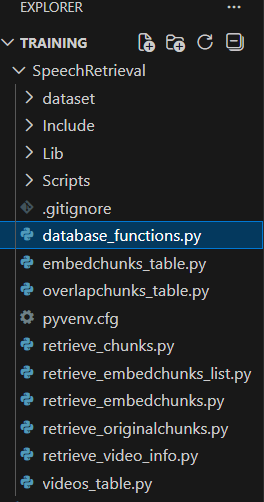 EXPLORER
TRAINING
SpeechRetrieval
dataset
Include
Lib
Scripts
.gitignore
database_functions.py
embedchunks_table.py
overlapchunks_table.py
pyvenv.cfg
retrieve_chunks.py
retrieve_embedchunks_list.py
retrieve_embedchunks.py
retrieve_originalchunks.py
retrieve_video_info.py
videos_table.py